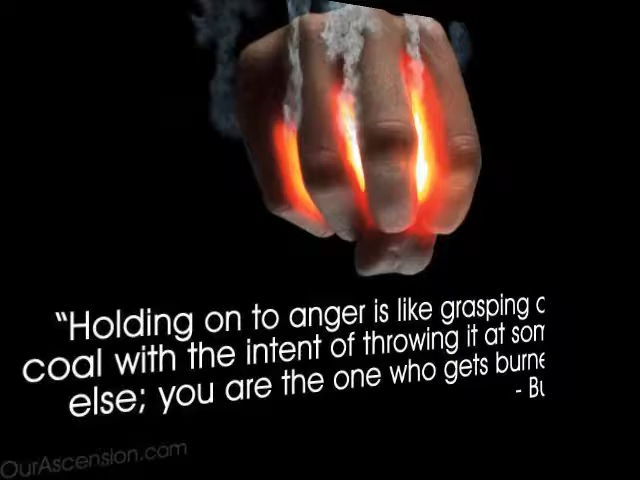 “Holding on to anger is like grasping
coal with the intent of throwing it at som
else; you are the one who gets burne
- Bu
OurAscension.com